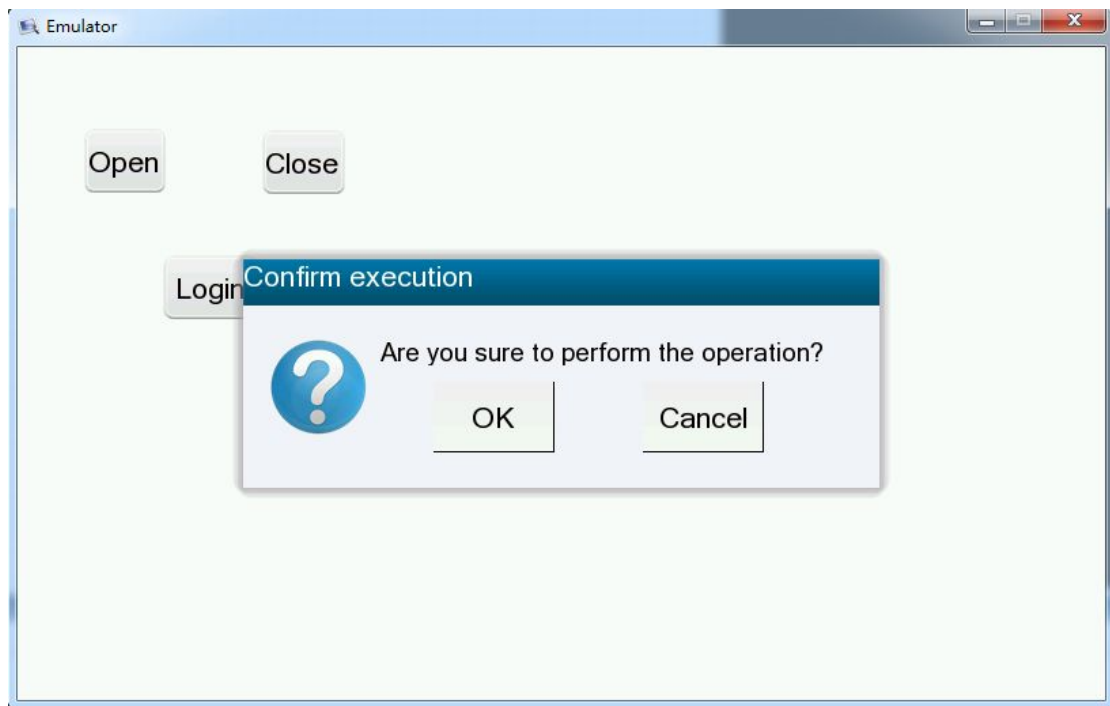 Emulator
Open
Close
Login
Confirm execution
Are you sure to perform the operation?
OK
Cancel